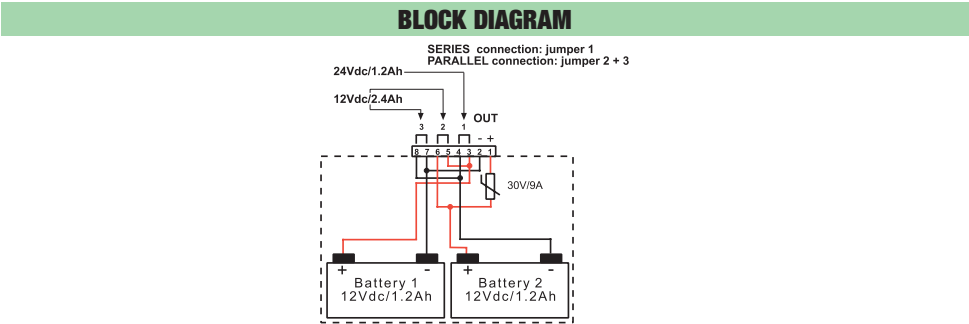 BLOCK DIAGRAM
SERIES connection: jumper 1
PARALLEL connection: jumper 2 + 3
24Vdc/1.2Ah
12Vdc/2.4Ah
OUT
3 2 1 - +
8 7 6 5 4 3 2 1
30V/9A
+ - + -
Battery 1 Battery 2
12Vdc/1.2Ah 12Vdc/1.2Ah